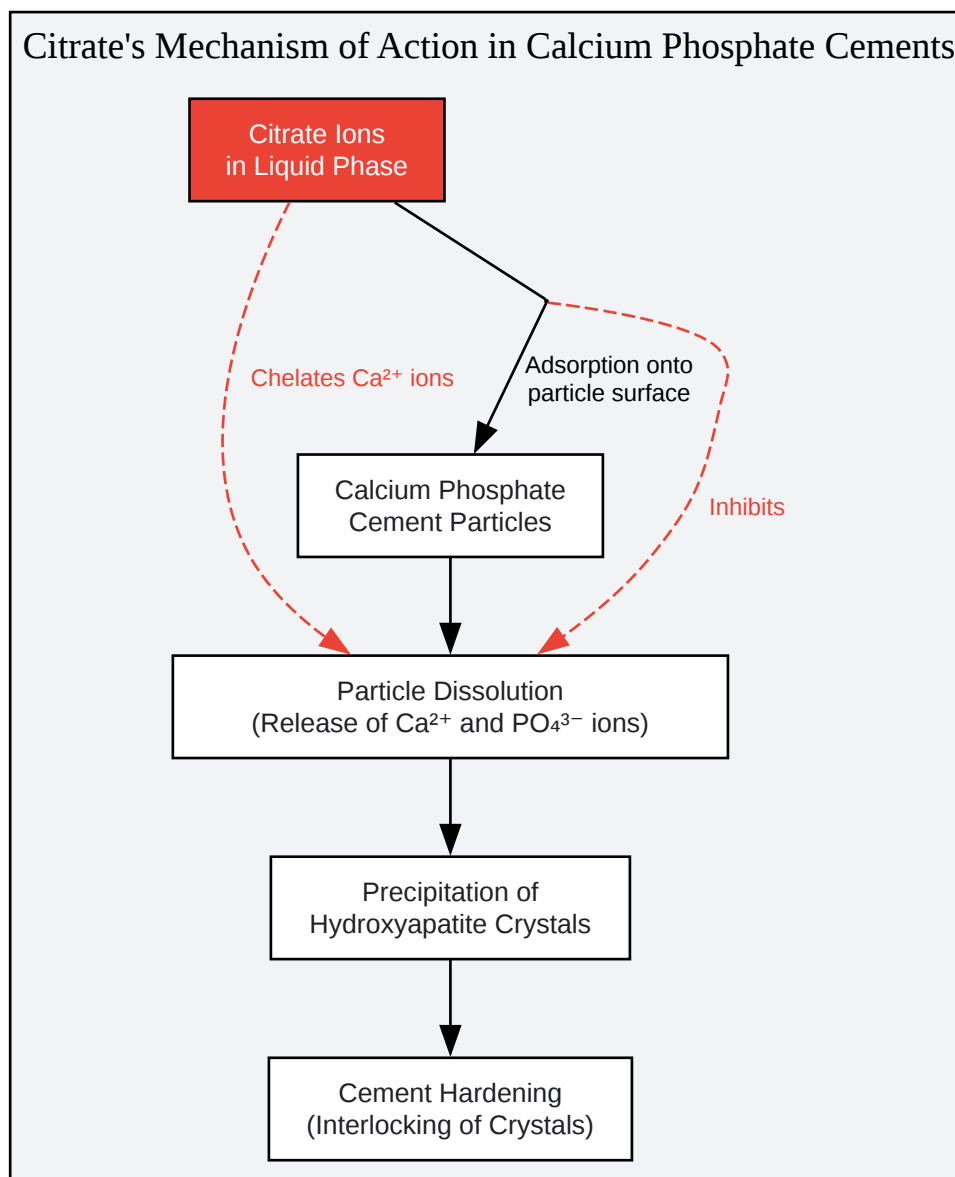 Citrate's Mechanism of Action in Calcium Phosphate Cements
Citrate Ions
in Liquid Phase
Chelates Ca²⁺ ions
Adsorption onto
particle surface
Calcium Phosphate
Cement Particles
Inhibits
Particle Dissolution
(Release of Ca²⁺ and PO₄³⁻ ions)
Precipitation of
Hydroxyapatite Crystals
Cement Hardening
(Interlocking of Crystals)